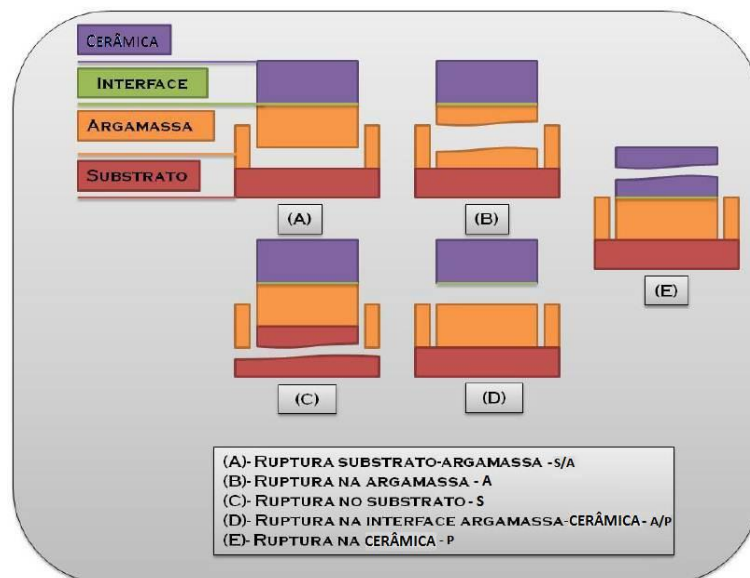 CERÂMICA
INTERFACE
ARGAMASSA
SUBSTRATO
(A)
(B)
(E)
(C)
(D)
(A)- RUPTURA SUBSTRATO-ARGAMASSA - S/A
(B)- RUPTURA NA ARGAMASSA - A
(C)- RUPTURA NO SUBSTRATO - S
(D)- RUPTURA NA INTERFACE ARGAMASSA-CERÂMICA- A/P
(E)- RUPTURA NA CERÂMICA - P